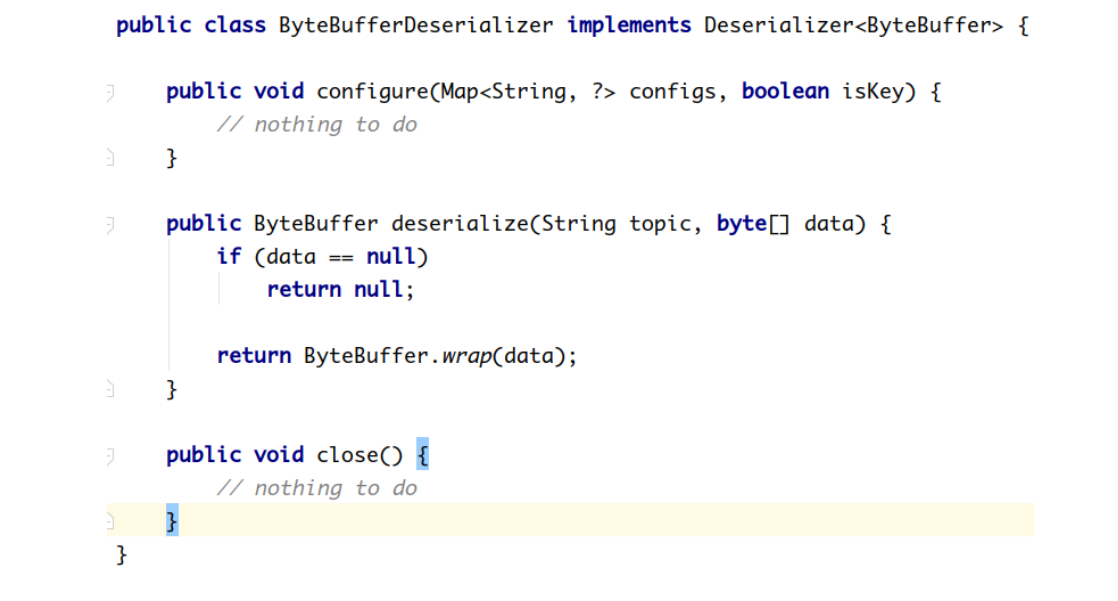 public class ByteBufferDeserializer implements Deserializer<ByteBuffer> {
public void configure(Map<String, ?> configs, boolean isKey) {
// nothing to do
}
public ByteBuffer deserialize(String topic, byte[] data) {
if (data == null)
return null;
return ByteBuffer.wrap(data);
}
public void close() {
// nothing to do
}
}